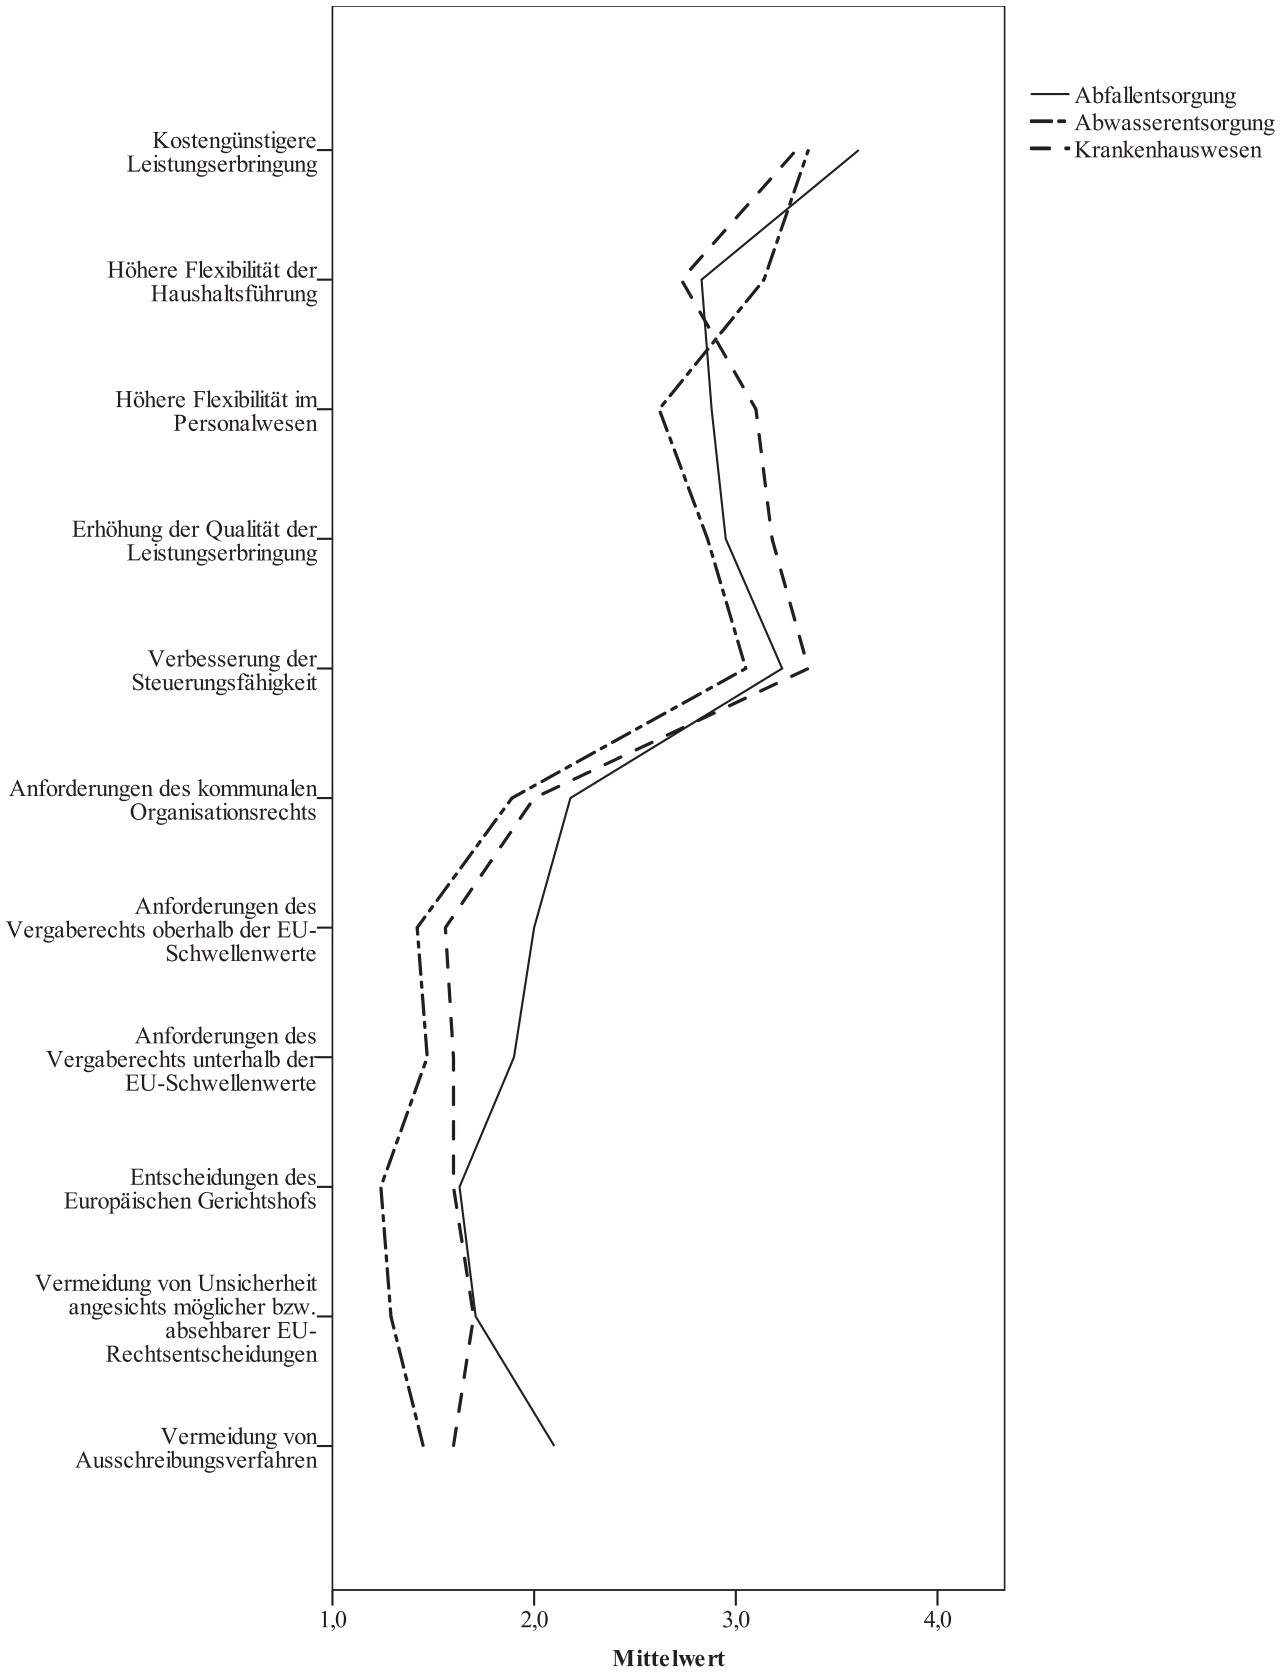 Abfallentsorgung
Abwasserentsorgung
Krankenhauswesen
Kostengünstigere
Leistungserbringung
Höhere Flexibilität der
Haushaltsführung
Höhere Flexibilität im
Personalwesen
Erhöhung der Qualität der
Leistungserbringung
Verbesserung der
Steuerungsfähigkeit
Anforderungen des kommunalen
Organisationsrechts
Anforderungen des
Vergaberechts oberhalb der EU-
Schwellenwerte
Anforderungen des
Vergaberechts unterhalb der
EU-Schwellenwerte
Entscheidungen des
Europäischen Gerichtshofs
Vermeidung von Unsicherheit
angesichts möglicher bzw.
absehbarer EU-
Rechtsentscheidungen
Vermeidung von
Ausschreibungsverfahren
1,0 2,0 3,0 4,0
Mittelwert